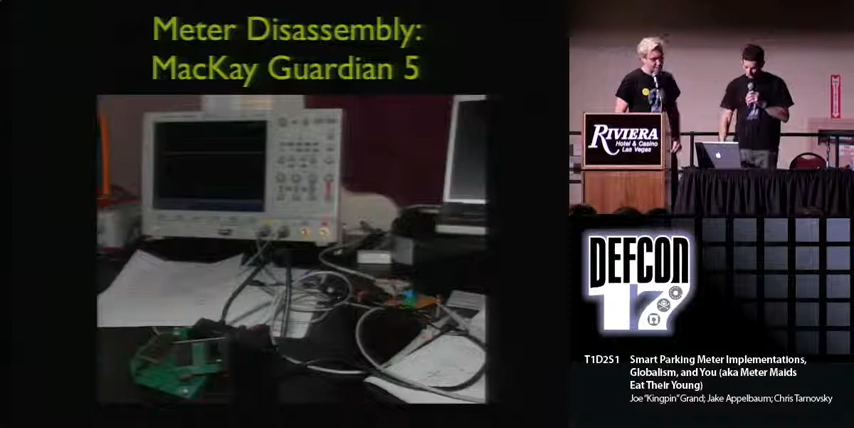 Meter Disassembly:
MacKay Guardian 5
RIVIERA
Hotel & Casino
Las Vegas
DEFCON
17
T1D2S1
Smart Parking Meter Implementations,
Globalism, and You (aka Meter Maids
Eat Their Young)
Joe "Kingpin" Grand; Jake Appelbaum; Chris Tarnovsky